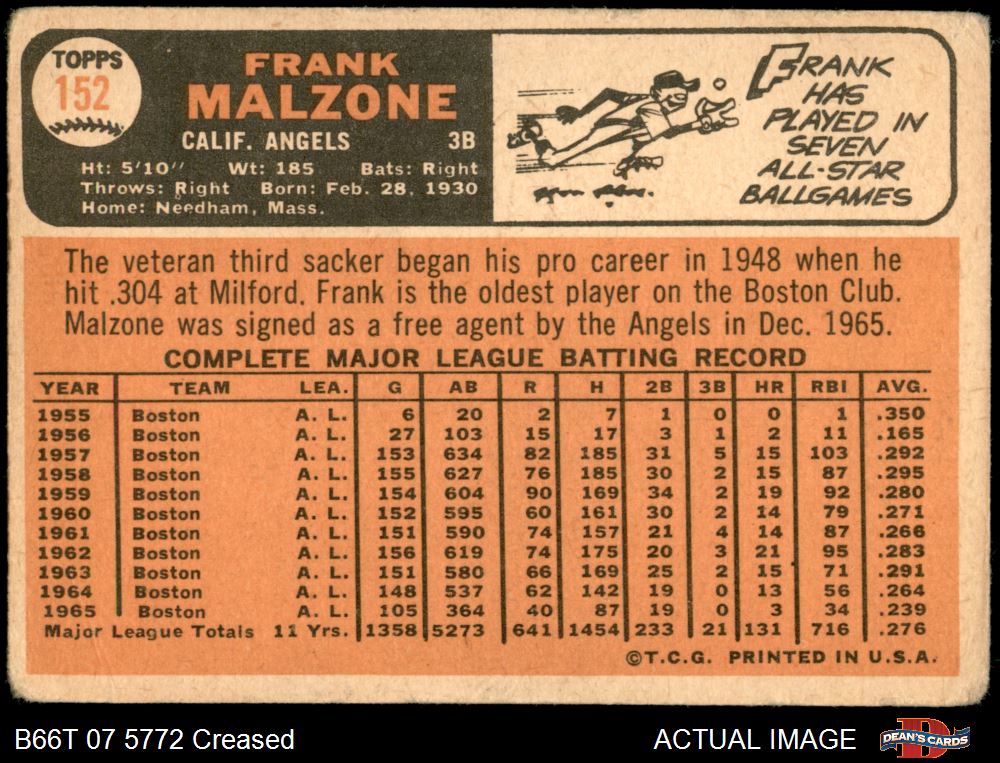 TOPPS
152
FRANK
MALZONE
CALIF. ANGELS 3B
Ht: 5'10" Wt: 185 Bats: Right
Throws: Right Born: Feb. 28, 1930
Home: Needham, Mass.
FRANK
HAS
PLAYED IN
SEVEN
ALL-STAR
BALLGAMES
The veteran third sacker began his pro career in 1948 when he
hit .304 at Milford. Frank is the oldest player on the Boston Club.
Malzone was signed as a free agent by the Angels in Dec. 1965.
COMPLETE MAJOR LEAGUE BATTING RECORD
YEAR TEAM LEA. G AB R H 2B 3B HR RBI AVG.
1955 Boston A. L. 6 20 2 7 1 0 0 1 .350
1956 Boston A. L. 27 103 15 17 3 1 2 11 .165
1957 Boston A. L. 153 634 82 185 31 5 15 103 .292
1958 Boston A. L. 155 627 76 185 30 2 15 87 .295
1959 Boston A. L. 154 604 90 169 34 2 19 92 .280
1960 Boston A. L. 152 595 60 161 30 2 14 79 .271
1961 Boston A. L. 151 590 74 157 21 4 14 87 .266
1962 Boston A. L. 156 619 74 175 20 3 21 95 .283
1963 Boston A. L. 151 580 66 169 25 2 15 71 .291
1964 Boston A. L. 148 537 62 142 19 0 13 56 .264
1965 Boston A. L. 105 364 40 87 19 0 3 34 .239
Major League Totals 11 Yrs. 1358 5273 641 1454 233 21 131 716 .276
©T.C.G. PRINTED IN U.S.A.
B66T 07 5772 Creased
ACTUAL IMAGE
DEAN'S CARDS